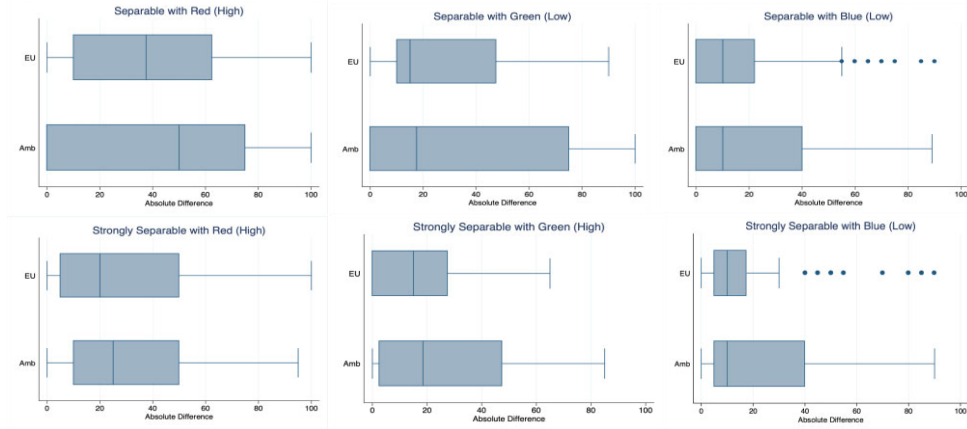 Separable with Red (High)
EU
Amb
0 20 40 60 80 100
Absolute Difference
Separable with Green (Low)
EU
Amb
0 20 40 60 80 100
Absolute Difference
Separable with Blue (Low)
EU
Amb
0 20 40 60 80 100
Absolute Difference
Strongly Separable with Red (High)
EU
Amb
0 20 40 60 80 100
Absolute Difference
Strongly Separable with Green (High)
EU
Amb
0 20 40 60 80 100
Absolute Difference
Strongly Separable with Blue (Low)
EU
Amb
0 20 40 60 80 100
Absolute Difference